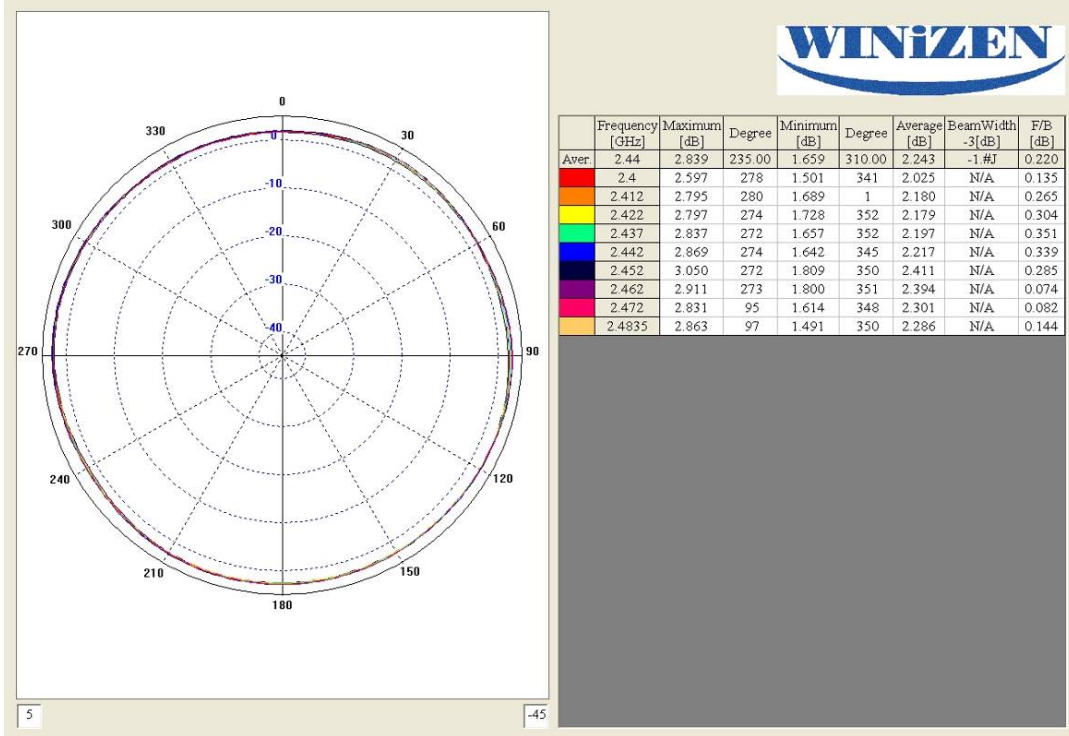 WINiZEN
0
330 30
0
-10
300 60
-20
-30
-40
270 90
240 120
210 150
180
5 -45
Frequency [GHz] Maximum [dB] Degree Minimum [dB] Degree Average [dB] BeamWidth -3[dB] F/B [dB]
Aver. 2.44 2.839 235.00 1.659 310.00 2.243 -1.#J 0.220
2.4 2.597 278 1.501 341 2.025 N/A 0.135
2.412 2.795 280 1.689 1 2.180 N/A 0.265
2.422 2.797 274 1.728 352 2.179 N/A 0.304
2.437 2.837 272 1.657 352 2.197 N/A 0.351
2.442 2.869 274 1.642 345 2.217 N/A 0.339
2.452 3.050 272 1.809 350 2.411 N/A 0.285
2.462 2.911 273 1.800 351 2.394 N/A 0.074
2.472 2.831 95 1.614 348 2.301 N/A 0.082
2.4835 2.863 97 1.491 350 2.286 N/A 0.144